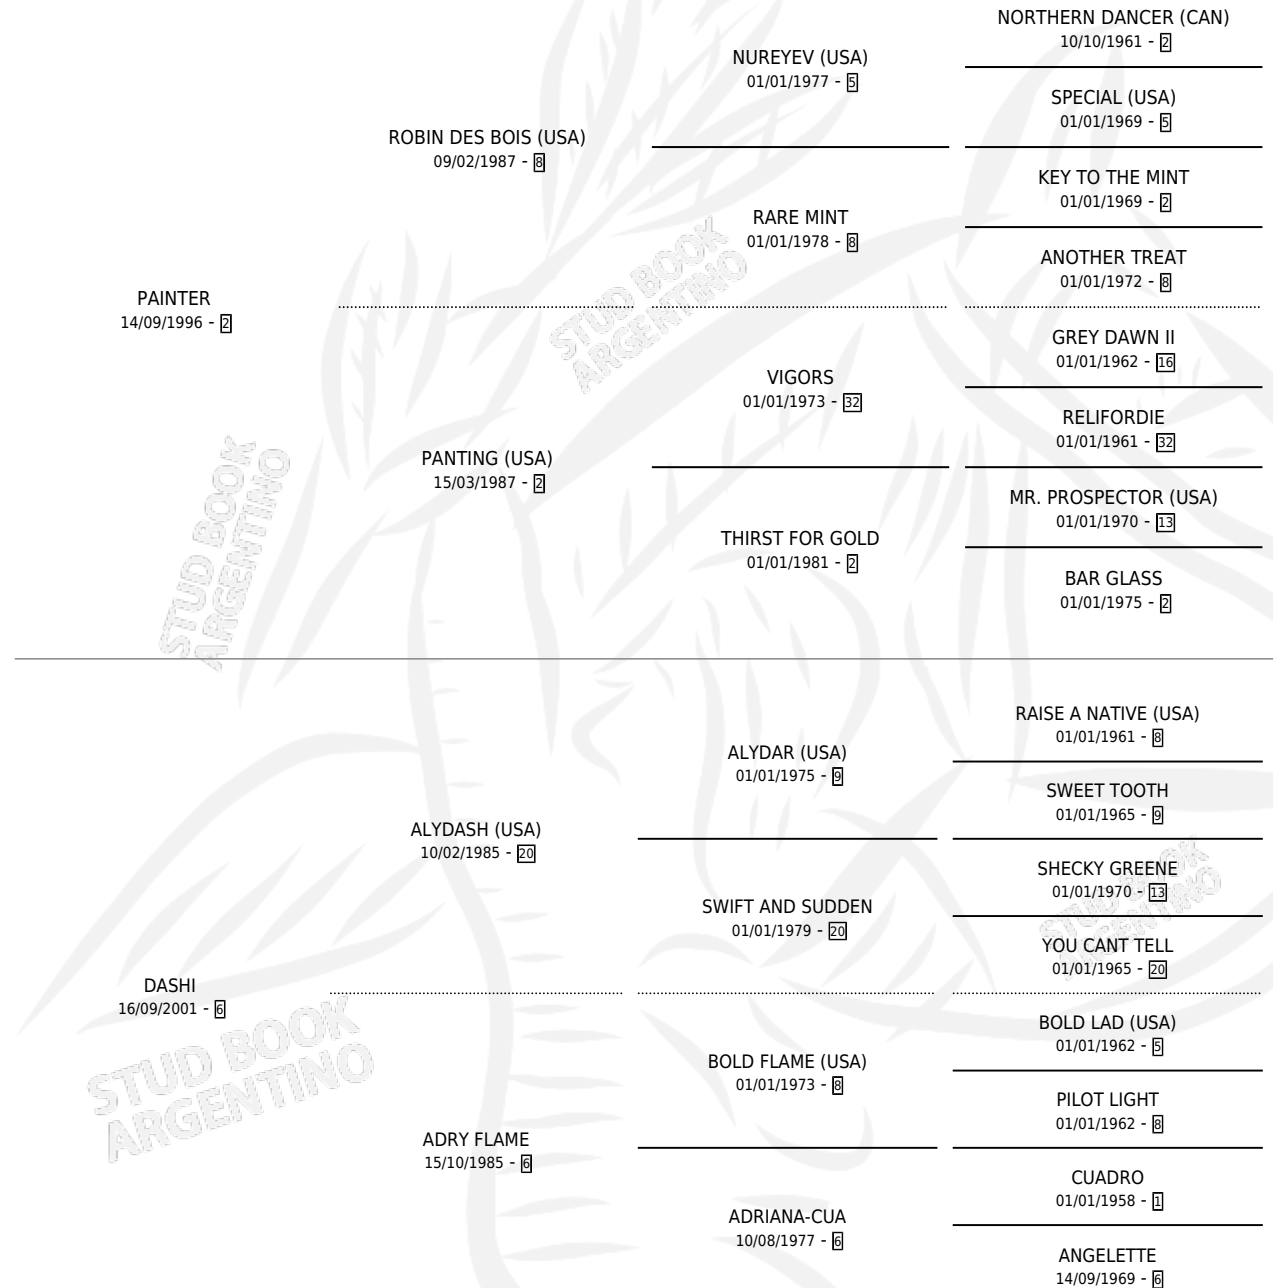 NORTHERN DANCER (CAN)
10/10/1961 - 2
NUREYEV (USA)
01/01/1977 - 5
SPECIAL (USA)
01/01/1969 - 5
ROBIN DES BOIS (USA)
09/02/1987 - 8
KEY TO THE MINT
01/01/1969 - 2
RARE MINT
01/01/1978 - 8
ANOTHER TREAT
01/01/1972 - 8
PAINTER
14/09/1996 - 2
STUD BOOK
ARGENTINO
GREY DAWN II
01/01/1962 - 16
VIGORS
01/01/1973 - 32
RELIFORDIE
01/01/1961 - 32
PANTING (USA)
15/03/1987 - 2
MR. PROSPECTOR (USA)
01/01/1970 - 13
THIRST FOR GOLD
01/01/1981 - 2
BAR GLASS
01/01/1975 - 2
STUD BOOK
ARGENTINO
RAISE A NATIVE (USA)
01/01/1961 - 8
ALYDAR (USA)
01/01/1975 - 9
SWEET TOOTH
01/01/1965 - 9
ALYDASH (USA)
10/02/1985 - 20
SHECKY GREENE
01/01/1970 - 13
SWIFT AND SUDDEN
01/01/1979 - 20
STUD BOOK
ARGENTINO
YOU CANT TELL
01/01/1965 - 20
DASHI
16/09/2001 - 6
BOLD LAD (USA)
01/01/1962 - 5
BOLD FLAME (USA)
01/01/1973 - 8
PILOT LIGHT
01/01/1962 - 8
STUD BOOK
ARGENTINO
ADRY FLAME
15/10/1985 - 6
CUADRO
01/01/1958 - 1
ADRIANA-CUA
10/08/1977 - 6
ANGELETTE
14/09/1969 - 6